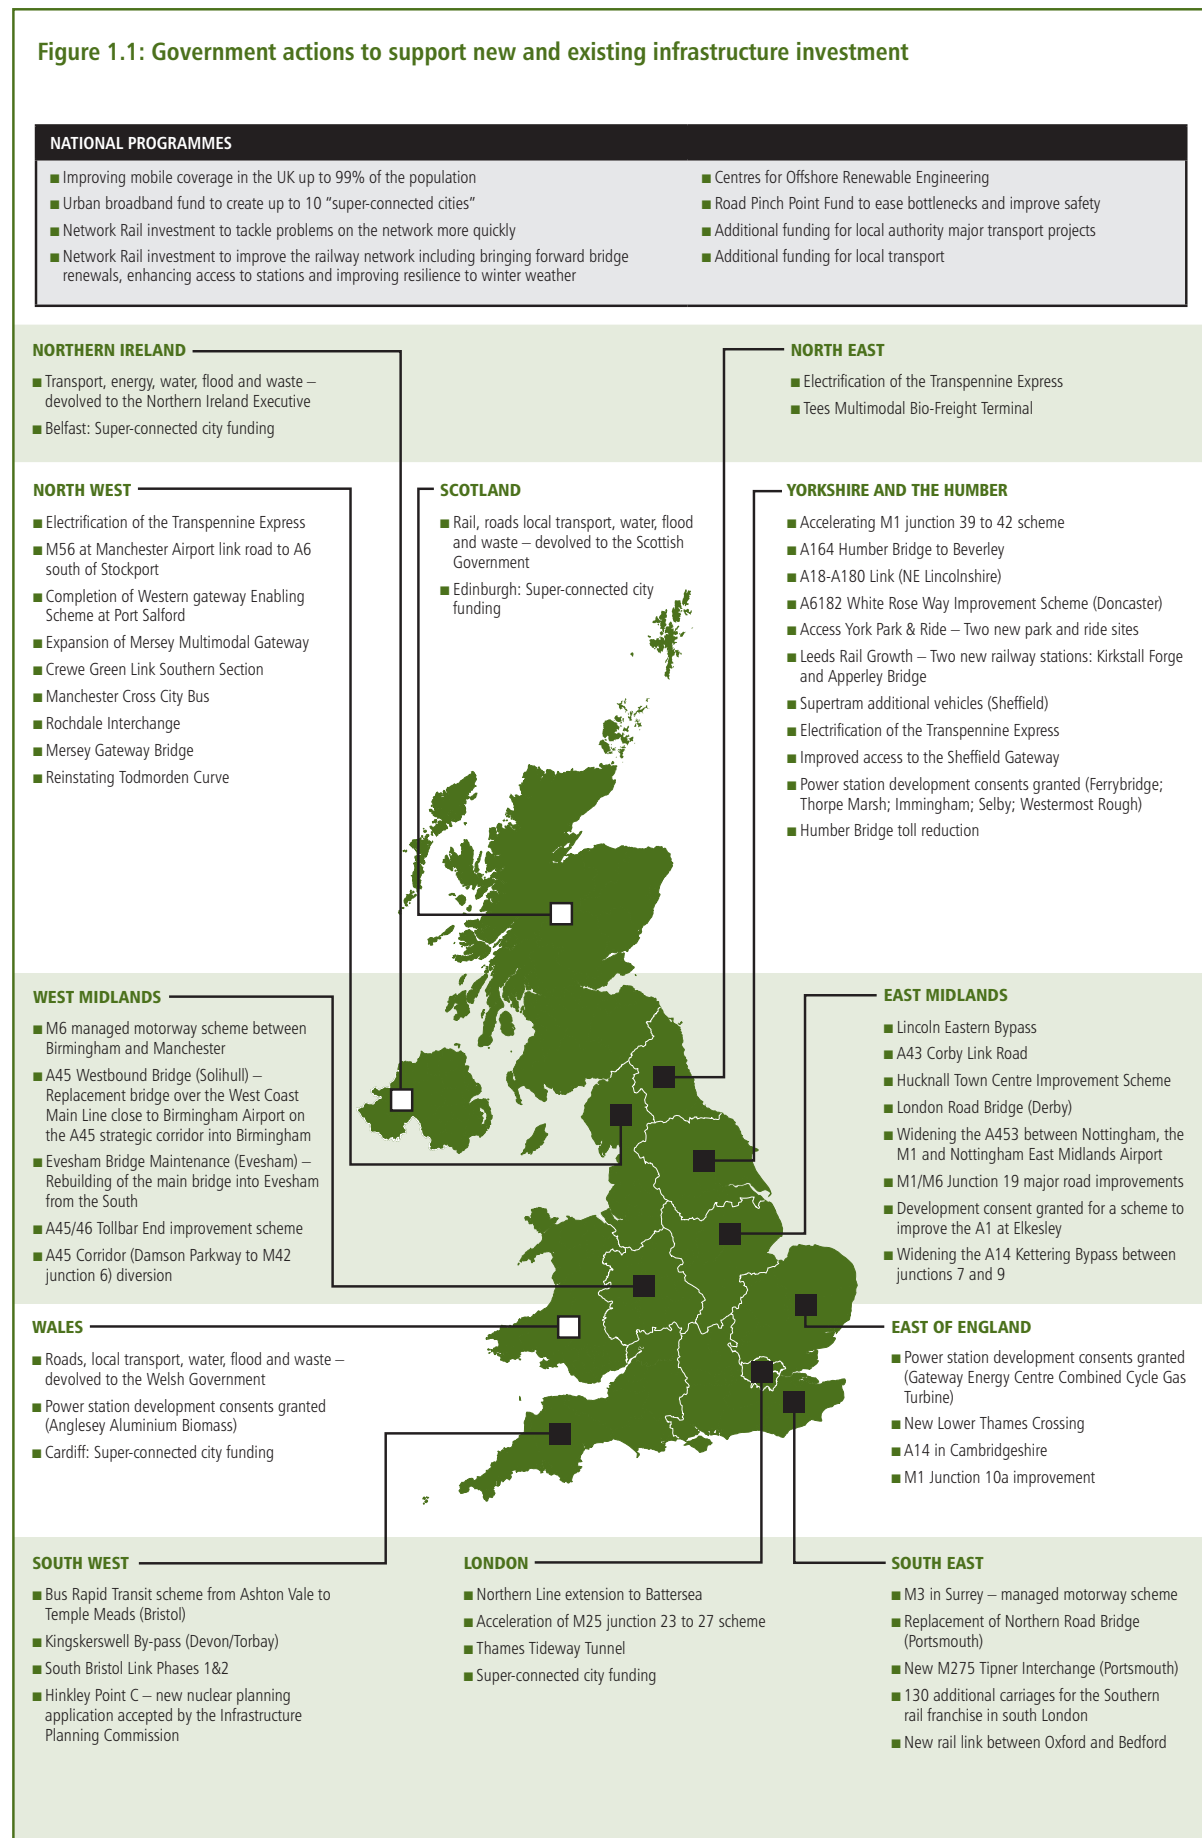 Figure 1.1: Government actions to support new and existing infrastructure investment
NATIONAL PROGRAMMES
■ Improving mobile coverage in the UK up to 99% of the population
■ Urban broadband fund to create up to 10 “super-connected cities”
■ Network Rail investment to tackle problems on the network more quickly
■ Network Rail investment to improve the railway network including bringing forward bridge
renewals, enhancing access to stations and improving resilience to winter weather
■ Centres for Offshore Renewable Engineering
■ Road Pinch Point Fund to ease bottlenecks and improve safety
■ Additional funding for local authority major transport projects
■ Additional funding for local transport
NORTHERN IRELAND
■ Transport, energy, water, flood and waste –
devolved to the Northern Ireland Executive
■ Belfast: Super-connected city funding
NORTH EAST
■ Electrification of the Transpennine Express
■ Tees Multimodal Bio-Freight Terminal
NORTH WEST
■ Electrification of the Transpennine Express
■ M56 at Manchester Airport link road to A6
south of Stockport
■ Completion of Western gateway Enabling
Scheme at Port Salford
■ Expansion of Mersey Multimodal Gateway
■ Crewe Green Link Southern Section
■ Manchester Cross City Bus
■ Rochdale Interchange
■ Mersey Gateway Bridge
■ Reinstating Todmorden Curve
SCOTLAND
■ Rail, roads local transport, water, flood
and waste – devolved to the Scottish
Government
■ Edinburgh: Super-connected city
funding
YORKSHIRE AND THE HUMBER
■ Accelerating M1 junction 39 to 42 scheme
■ A164 Humber Bridge to Beverley
■ A18-A180 Link (NE Lincolnshire)
■ A6182 White Rose Way Improvement Scheme (Doncaster)
■ Access York Park & Ride – Two new park and ride sites
■ Leeds Rail Growth – Two new railway stations: Kirkstall Forge
and Apperley Bridge
■ Supertram additional vehicles (Sheffield)
■ Electrification of the Transpennine Express
■ Improved access to the Sheffield Gateway
■ Power station development consents granted (Ferrybridge;
Thorpe Marsh; Immingham; Selby; Westermost Rough)
■ Humber Bridge toll reduction
WEST MIDLANDS
■ M6 managed motorway scheme between
Birmingham and Manchester
■ A45 Westbound Bridge (Solihull) –
Replacement bridge over the West Coast
Main Line close to Birmingham Airport on
the A45 strategic corridor into Birmingham
■ Evesham Bridge Maintenance (Evesham) –
Rebuilding of the main bridge into Evesham
from the South
■ A45/46 Tollbar End improvement scheme
■ A45 Corridor (Damson Parkway to M42
junction 6) diversion
EAST MIDLANDS
■ Lincoln Eastern Bypass
■ A43 Corby Link Road
■ Hucknall Town Centre Improvement Scheme
■ London Road Bridge (Derby)
■ Widening the A453 between Nottingham, the
M1 and Nottingham East Midlands Airport
■ M1/M6 Junction 19 major road improvements
■ Development consent granted for a scheme to
improve the A1 at Elkesley
■ Widening the A14 Kettering Bypass between
junctions 7 and 9
WALES
■ Roads, local transport, water, flood and waste –
devolved to the Welsh Government
■ Power station development consents granted
(Anglesey Aluminium Biomass)
■ Cardiff: Super-connected city funding
EAST OF ENGLAND
■ Power station development consents granted
(Gateway Energy Centre Combined Cycle Gas
Turbine)
■ New Lower Thames Crossing
■ A14 in Cambridgeshire
■ M1 Junction 10a improvement
SOUTH WEST
■ Bus Rapid Transit scheme from Ashton Vale to
Temple Meads (Bristol)
■ Kingskerswell By-pass (Devon/Torbay)
■ South Bristol Link Phases 1&2
■ Hinkley Point C – new nuclear planning
application accepted by the Infrastructure
Planning Commission
LONDON
■ Northern Line extension to Battersea
■ Acceleration of M25 junction 23 to 27 scheme
■ Thames Tideway Tunnel
■ Super-connected city funding
SOUTH EAST
■ M3 in Surrey – managed motorway scheme
■ Replacement of Northern Road Bridge
(Portsmouth)
■ New M275 Tipner Interchange (Portsmouth)
■ 130 additional carriages for the Southern
rail franchise in south London
■ New rail link between Oxford and Bedford